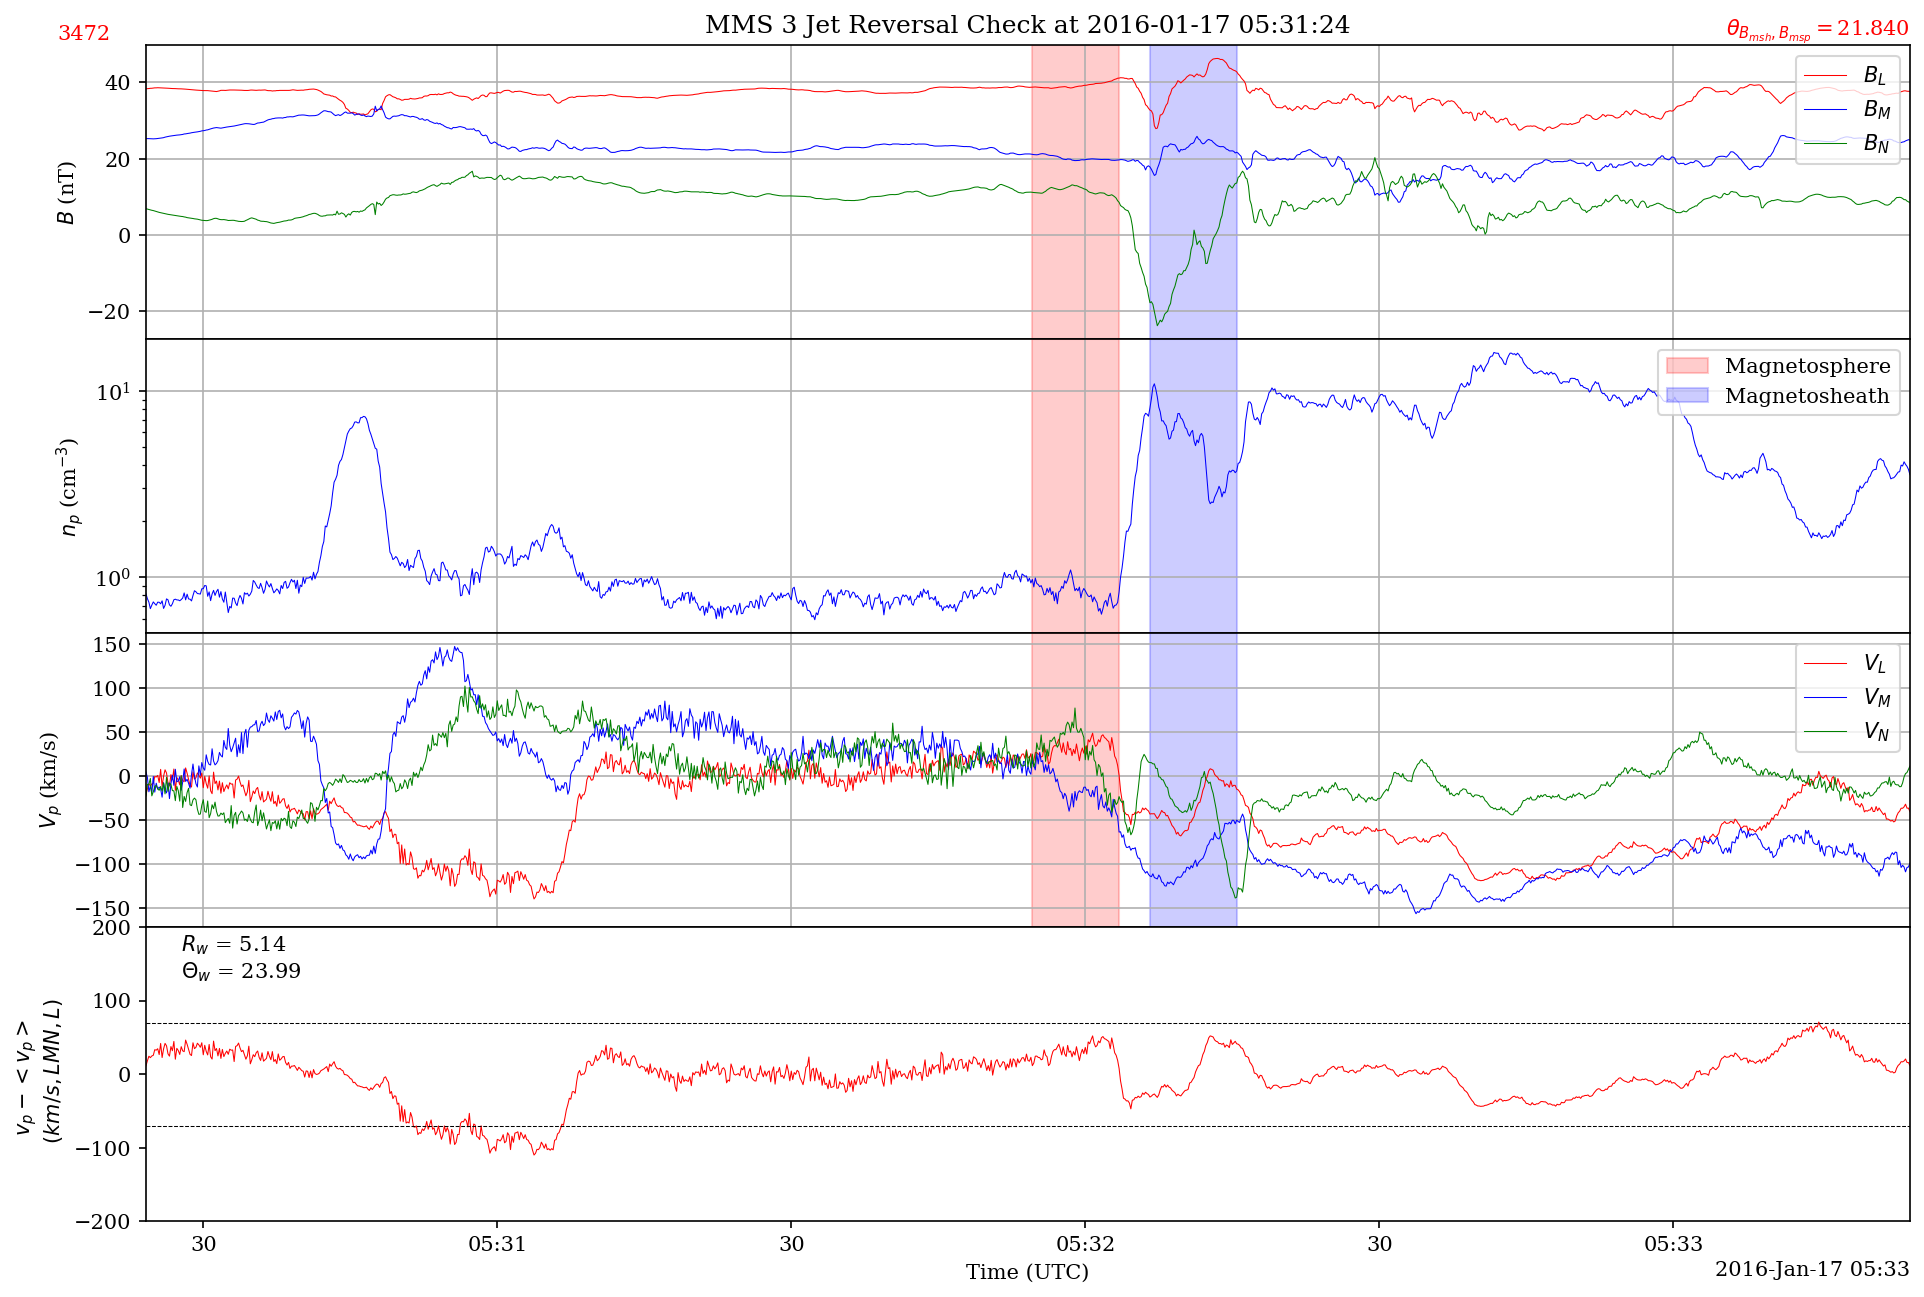 MMS 3 Jet Reversal Check at 2016-01-17 05:31:24
3472
θ_{B_{msh}, B_{msp}} = 21.840
B (nT)
40
20
0
−20
B_L
B_M
B_N
n_p (cm^{−3})
10^1
10^0
Magnetosphere
Magnetosheath
V_p (km/s)
150
100
50
0
−50
−100
−150
V_L
V_M
V_N
v_p − < v_p >
(km/s, LMN, L)
200
100
0
−100
−200
R_w = 5.14
Θ_w = 23.99
30
05:31
30
05:32
30
05:33
Time (UTC)
2016-Jan-17 05:33